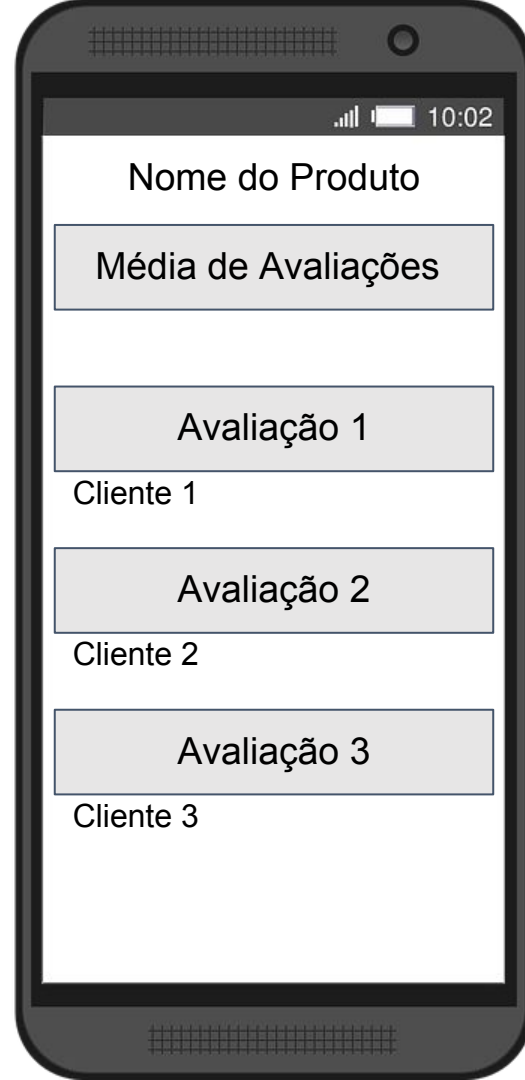 10:02
Nome do Produto
Média de Avaliações
Avaliação 1
Cliente 1
Avaliação 2
Cliente 2
Avaliação 3
Cliente 3